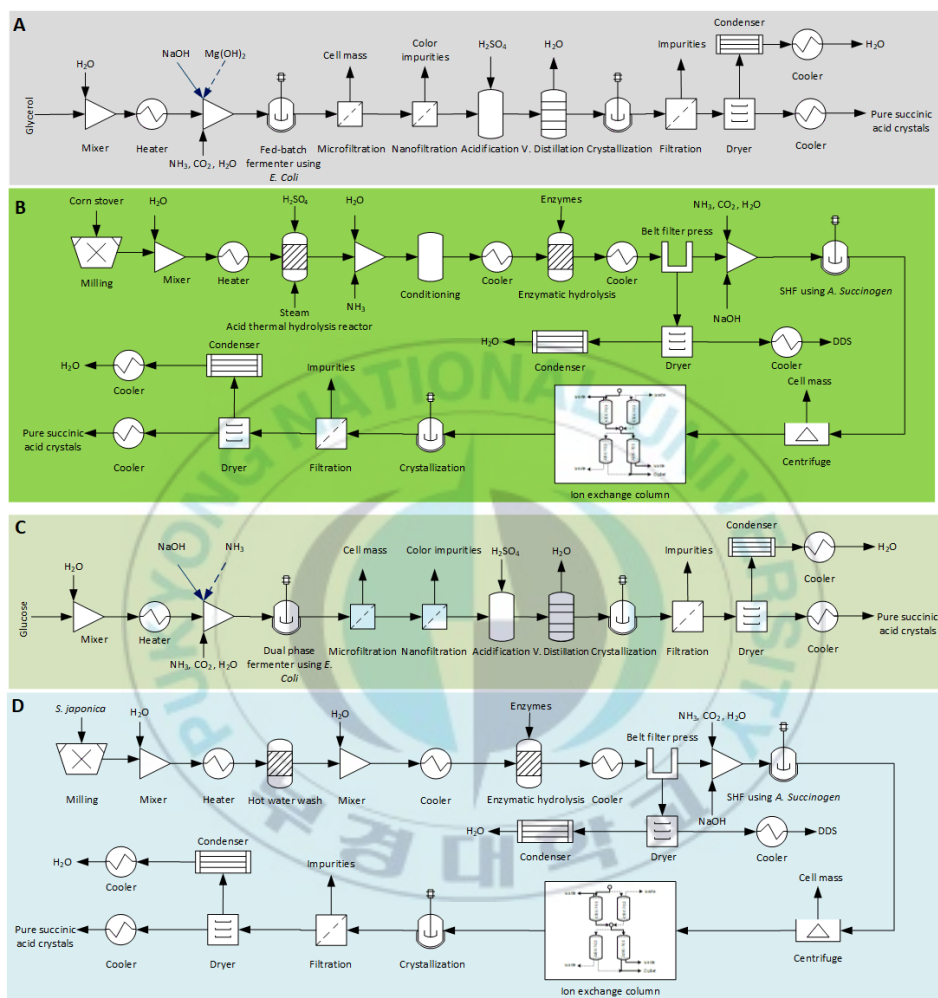 A
Condenser
NaOH
Mg(OH)2
Cell mass
Color
impurities
H2SO4
H2O
Impurities
H2O
H2O
Cooler
Glycerol
Mixer
Heater
NH3, CO2, H2O
Fed-batch
fermenter using
E. Coli
Microfiltration
Nanofiltration
Acidification
V. Distillation
Crystallization
Filtration
Dryer
Cooler
Pure succinic
acid crystals
B
Corn stover
H2O
H2SO4
H2O
Enzymes
NH3, CO2, H2O
Belt filter press
Milling
Mixer
Heater
Steam
NH3
Conditioning
Cooler
Enzymatic hydrolysis
Cooler
NaOH
SHF using A. Succinogen
Acid thermal hydrolysis reactor
H2O
Condenser
Dryer
Cooler
DDS
H2O
Cooler
Condenser
Impurities
Cell mass
Pure succinic
acid crystals
Cooler
Dryer
Filtration
Crystallization
Ion exchange column
Centrifuge
C
Condenser
NaOH
NH3
Cell mass
Color impurities
H2SO4
H2O
Impurities
H2O
H2O
Cooler
Glucose
Mixer
Heater
NH3, CO2, H2O
Dual phase
fermenter using E.
Coli
Microfiltration
Nanofiltration
Acidification
V. Distillation
Crystallization
Filtration
Dryer
Cooler
Pure succinic
acid crystals
D
S. japonica
H2O
H2O
Enzymes
NH3, CO2, H2O
Belt filter press
Milling
Mixer
Heater
Hot water wash
Mixer
Cooler
Enzymatic hydrolysis
Cooler
NaOH
SHF using A. Succinogen
H2O
Condenser
Dryer
Cooler
DDS
H2O
Cooler
Condenser
Impurities
Cell mass
Pure succinic
acid crystals
Cooler
Dryer
Filtration
Crystallization
Ion exchange column
Centrifuge
PUKYONG NATIONAL UNIVERSITY
부경대학교